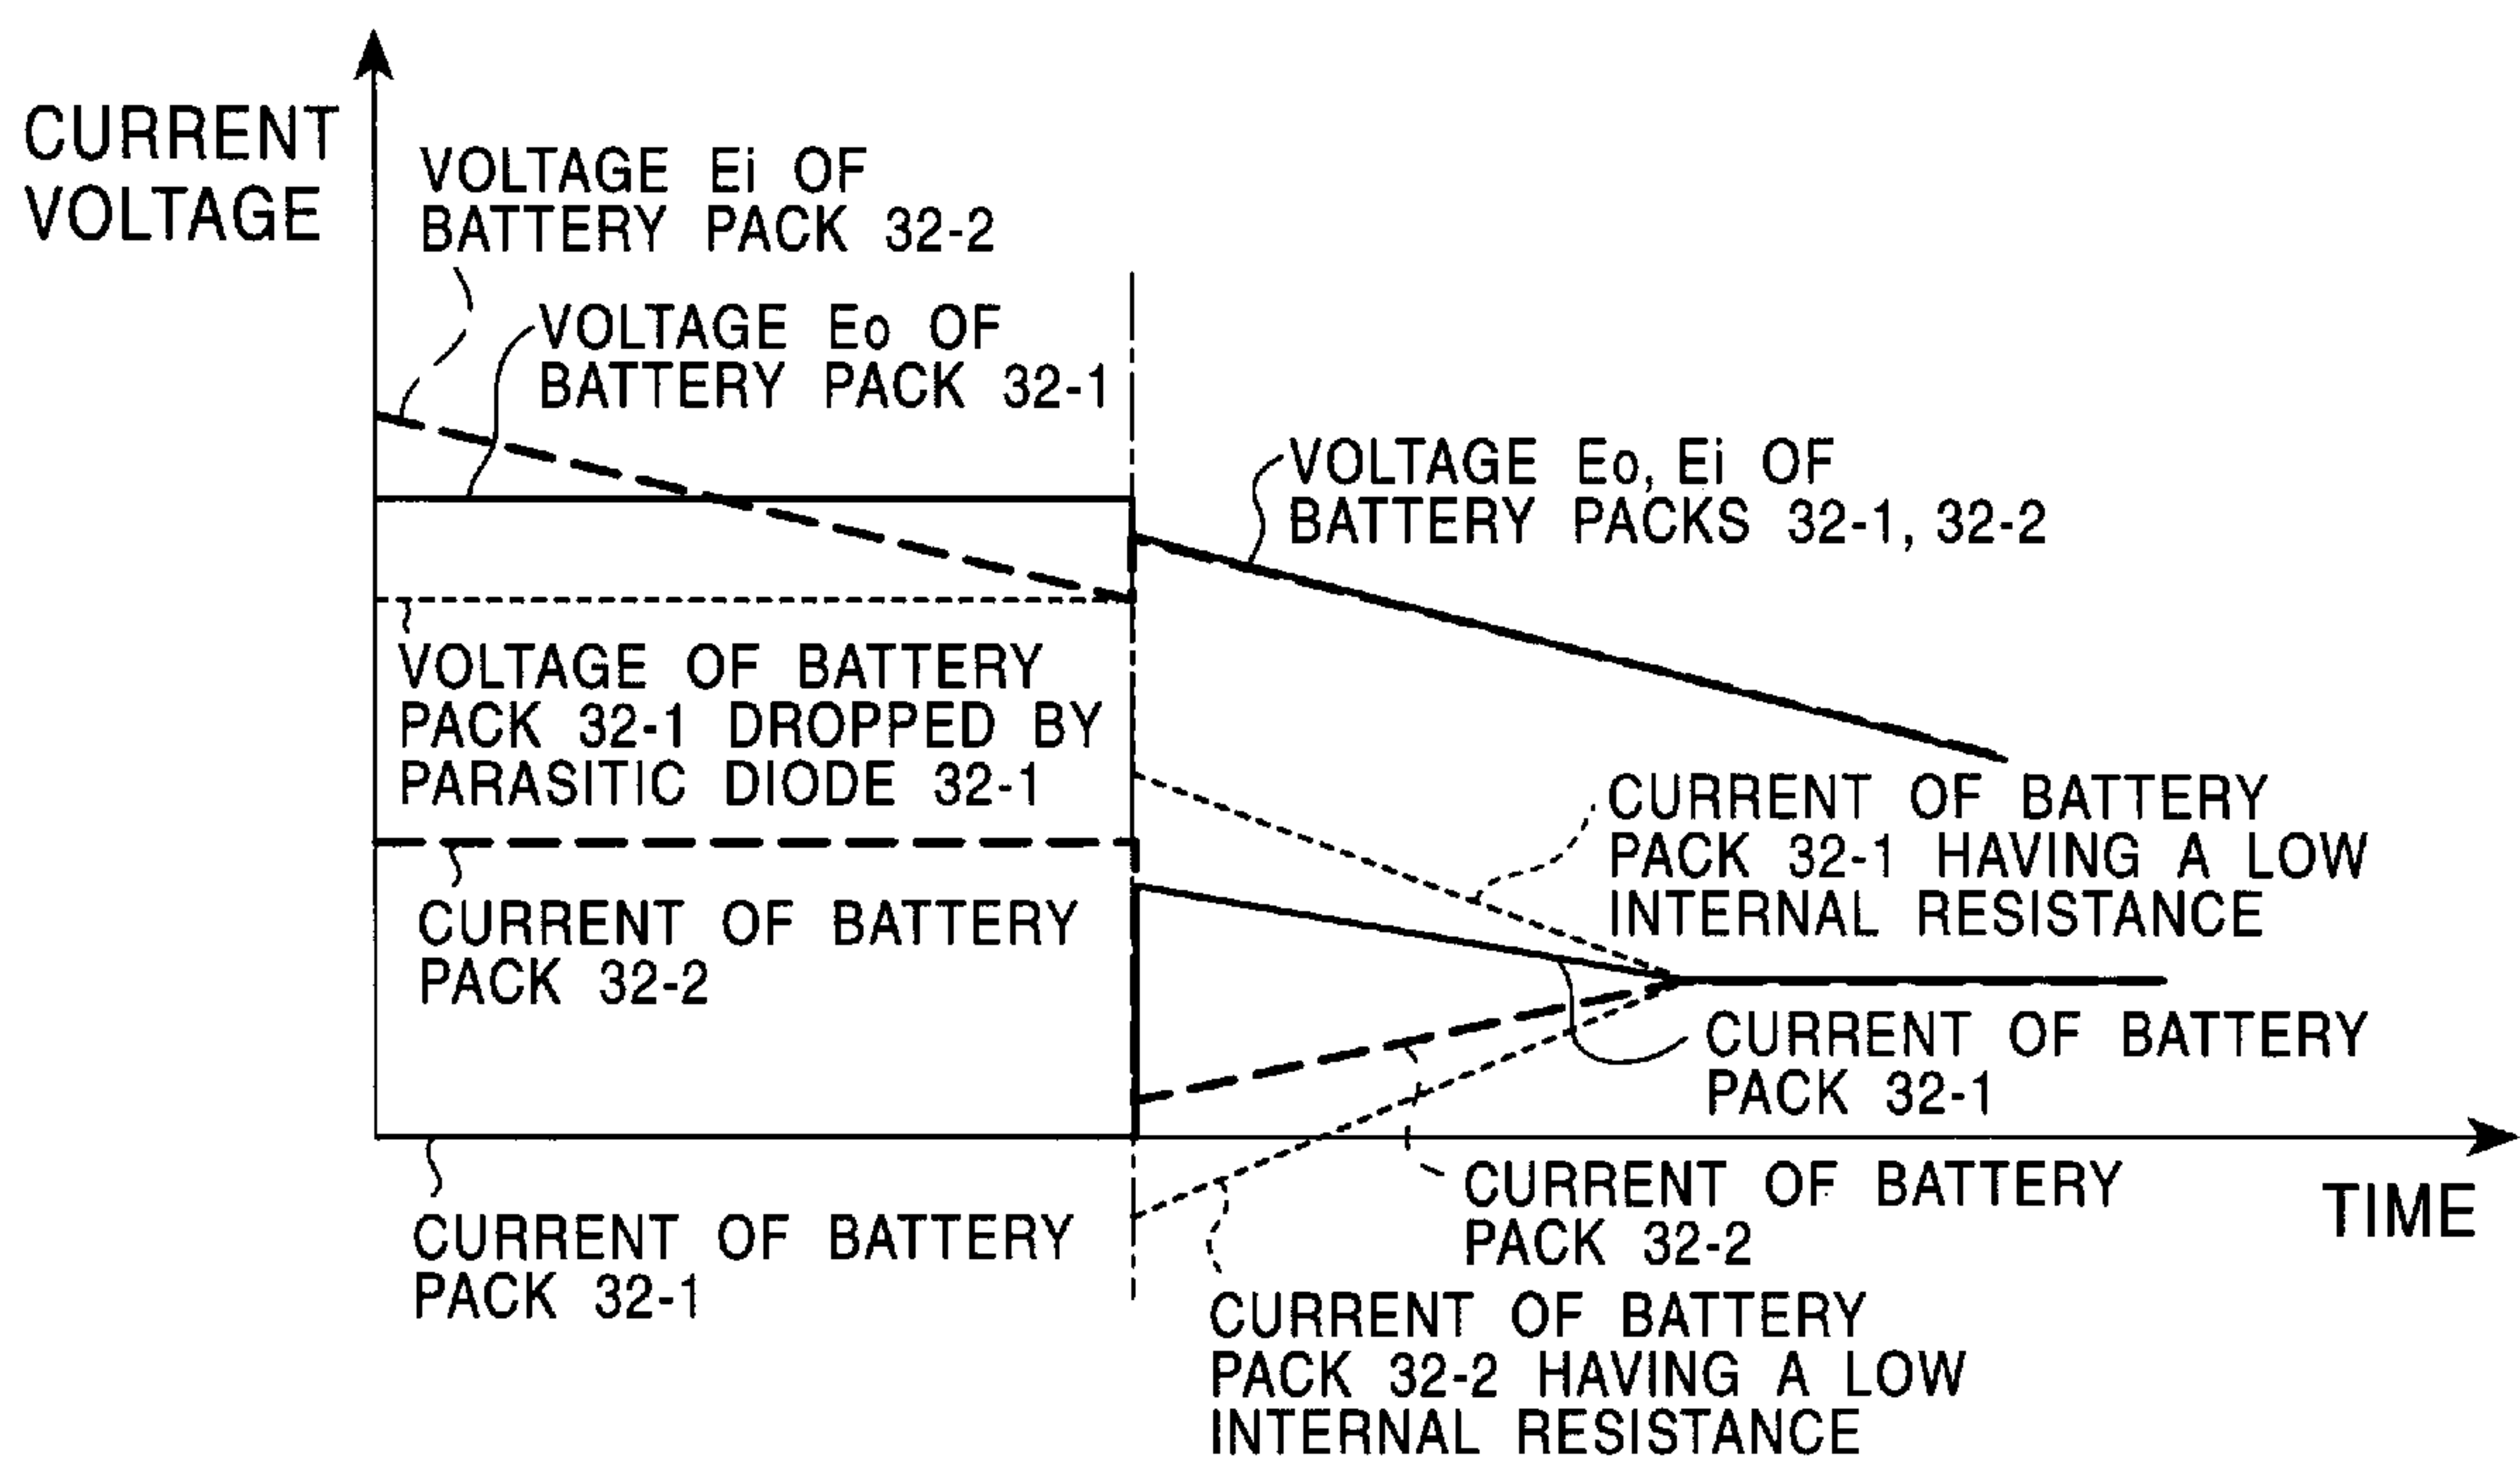 CURRENT
VOLTAGE
VOLTAGE Ei OF
BATTERY PACK 32-2
VOLTAGE Eo OF
BATTERY PACK 32-1
VOLTAGE Eo, Ei OF
BATTERY PACKS 32-1, 32-2
VOLTAGE OF BATTERY
PACK 32-1 DROPPED BY
PARASITIC DIODE 32-1
CURRENT OF BATTERY
PACK 32-1 HAVING A LOW
INTERNAL RESISTANCE
CURRENT OF BATTERY
PACK 32-2
CURRENT OF BATTERY
PACK 32-1
CURRENT OF BATTERY
PACK 32-2
TIME
CURRENT OF BATTERY
PACK 32-1
CURRENT OF BATTERY
PACK 32-2 HAVING A LOW
INTERNAL RESISTANCE